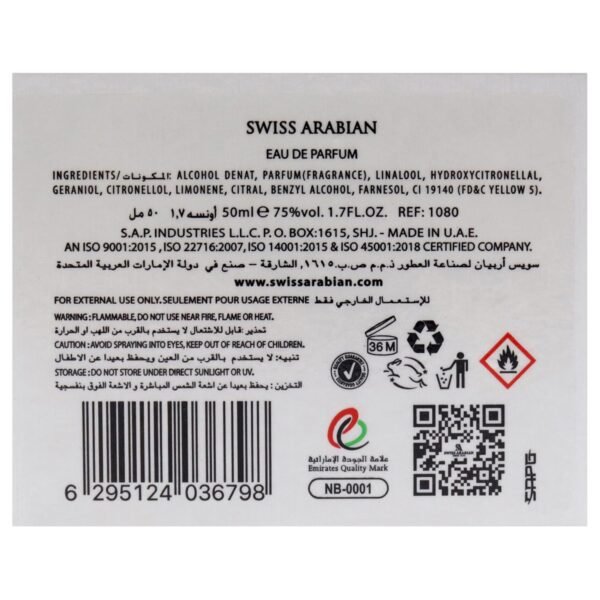 SWISS ARABIAN
EAU DE PARFUM
INGREDIENTS/المكونات: ALCOHOL DENAT, PARFUM(FRAGRANCE), LINALOOL, HYDROXYCITRONELLAL,
GERANIOL, CITRONELLOL, LIMONENE, CITRAL, BENZYL ALCOHOL, FARNESOL, CI 19140 (FD&C YELLOW 5).
٥٠ مل ١,٧ أونسه 50ml e 75%vol. 1.7FL.OZ. REF: 1080
S.A.P. INDUSTRIES L.L.C. P. O. BOX:1615, SHJ. - MADE IN U.A.E.
AN ISO 9001:2015 , ISO 22716:2007, ISO 14001:2015 & ISO 45001:2018 CERTIFIED COMPANY.
سويس أربيان لصناعة العطور ذ.م.م ص.ب.١٦١٥, الشارقة – صنع في دولة الإمارات العربية المتحدة
www.swissarabian.com
FOR EXTERNAL USE ONLY. SEULEMENT POUR USAGE EXTERNE للإستعمال الخارجي فقط
WARNING : FLAMMABLE, DO NOT USE NEAR FIRE, FLAME OR HEAT.
تحذير: قابل للإشتعال لا يستخدم بالقرب من اللهب او الحرارة
CAUTION : AVOID SPRAYING INTO EYES, KEEP OUT OF REACH OF CHILDREN.
تنبيه: لا يستخدم بالقرب من العين ويحفظ بعيدا عن الاطفال
STORAGE : DO NOT STORE UNDER DIRECT SUNLIGHT OR UV.
التخزين : يحفظ بعيدا عن اشعة الشمس المباشرة و الاشعة الفوق بنفسجية
36 M
علامة الجودة الإماراتية
Emirates Quality Mark
NB-0001
SWISS ARABIAN
SAPG
6 295124 036798